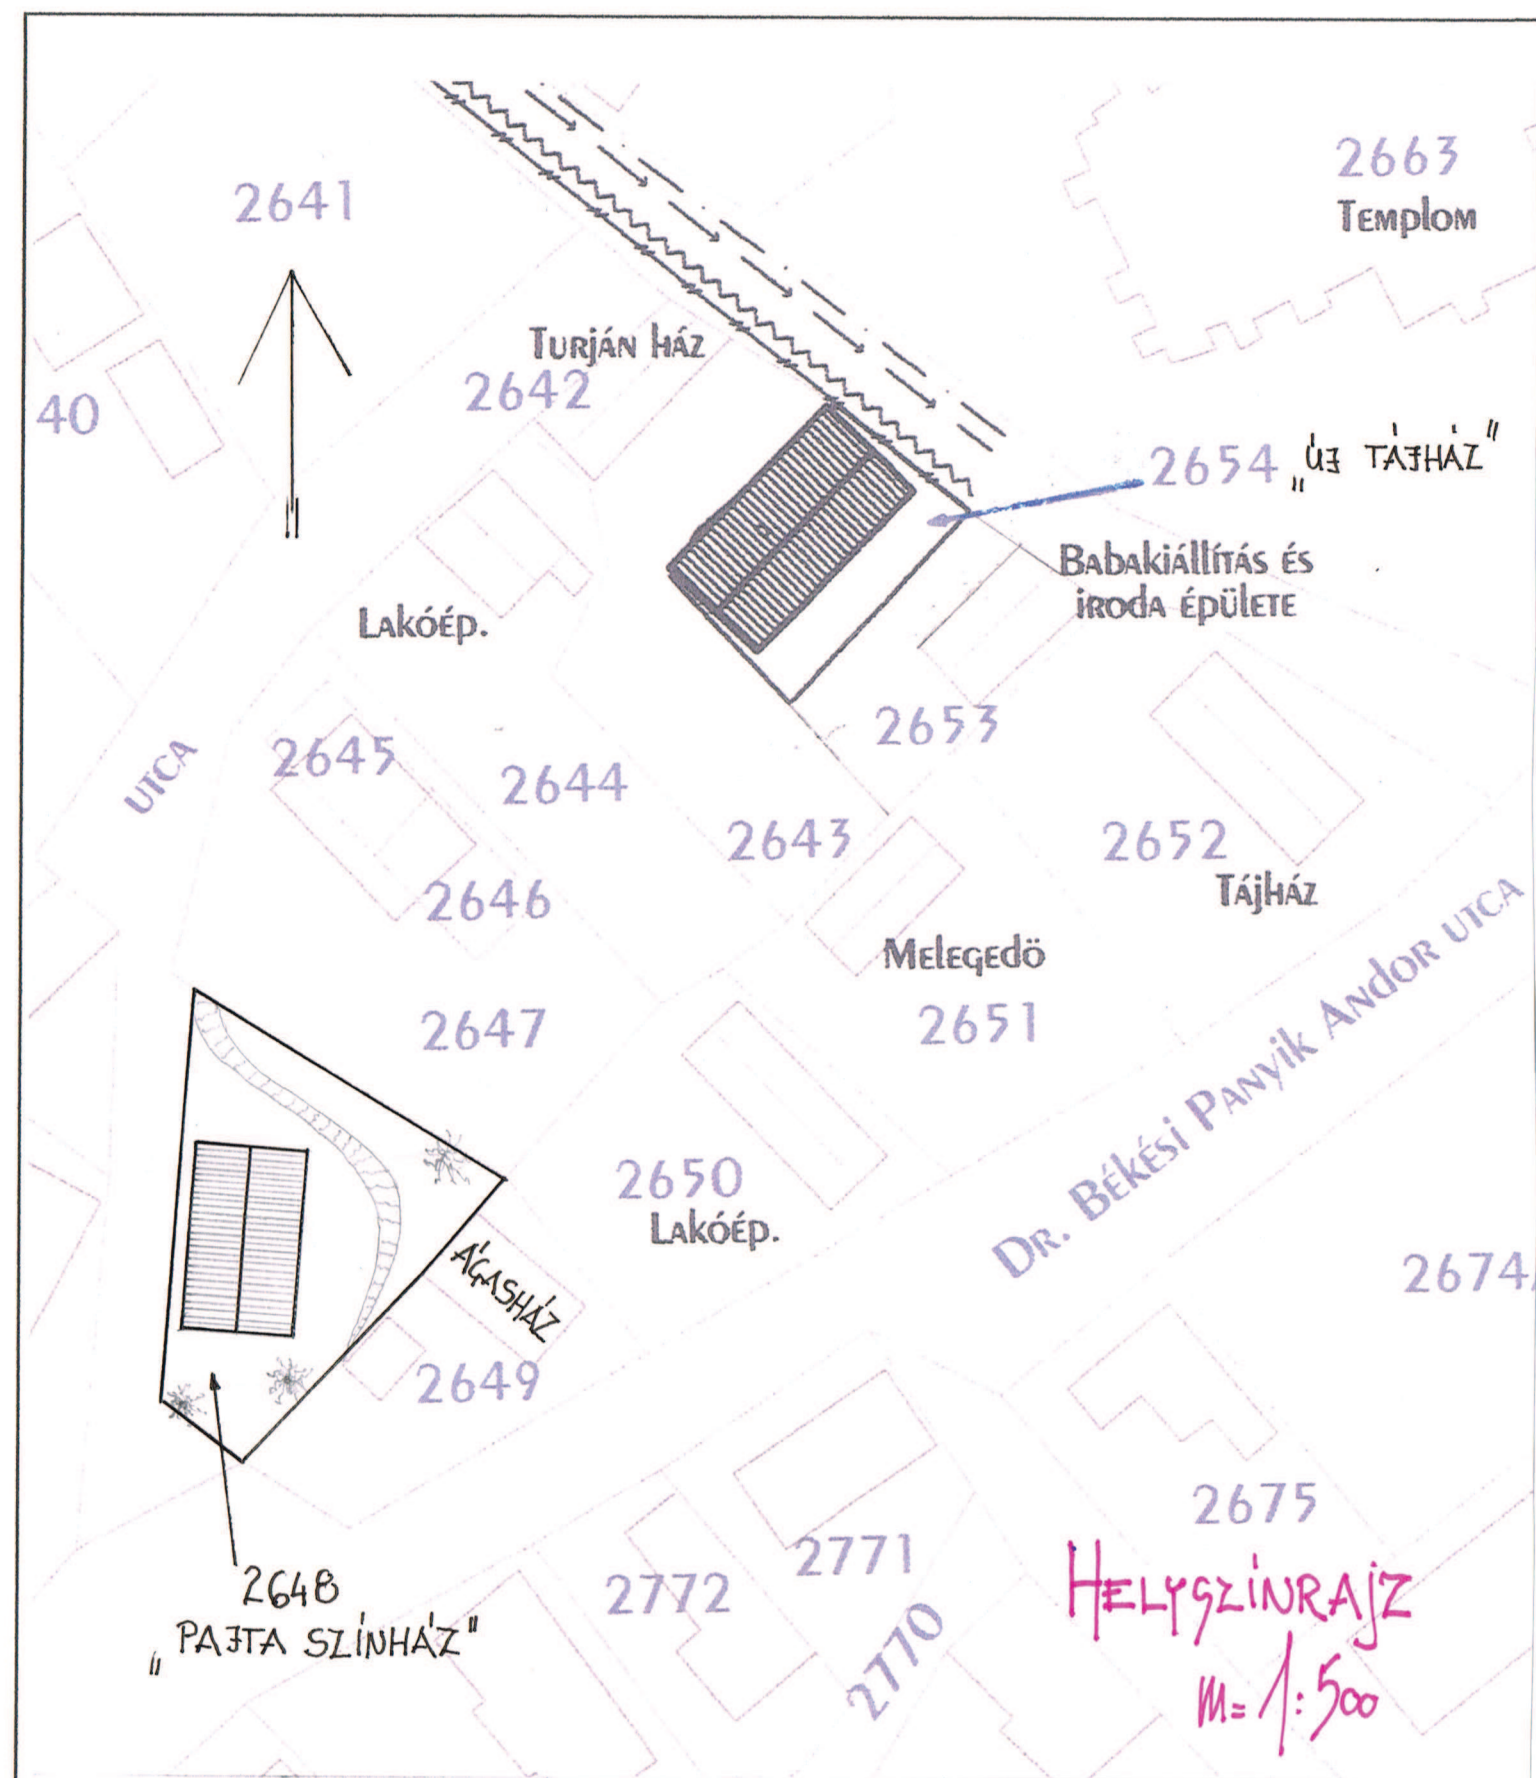 2663
Templom
2641
Turján ház
2642
40
2654 „ÚJ TÁJHÁZ"
Babakiállítás és
iroda épülete
Lakóép.
2653
UTCA
2645
2644
2643
2652
Tájház
2646
Melegedö
2647
2651
Dr. Békési Panyik Andor UTCA
2650
Lakóép.
ÁGASHÁZ
2674
2649
2675
2771
2772
2770
2648
„PAJTA SZÍNHÁZ"
HELYSZÍNRAJZ
M=1:500